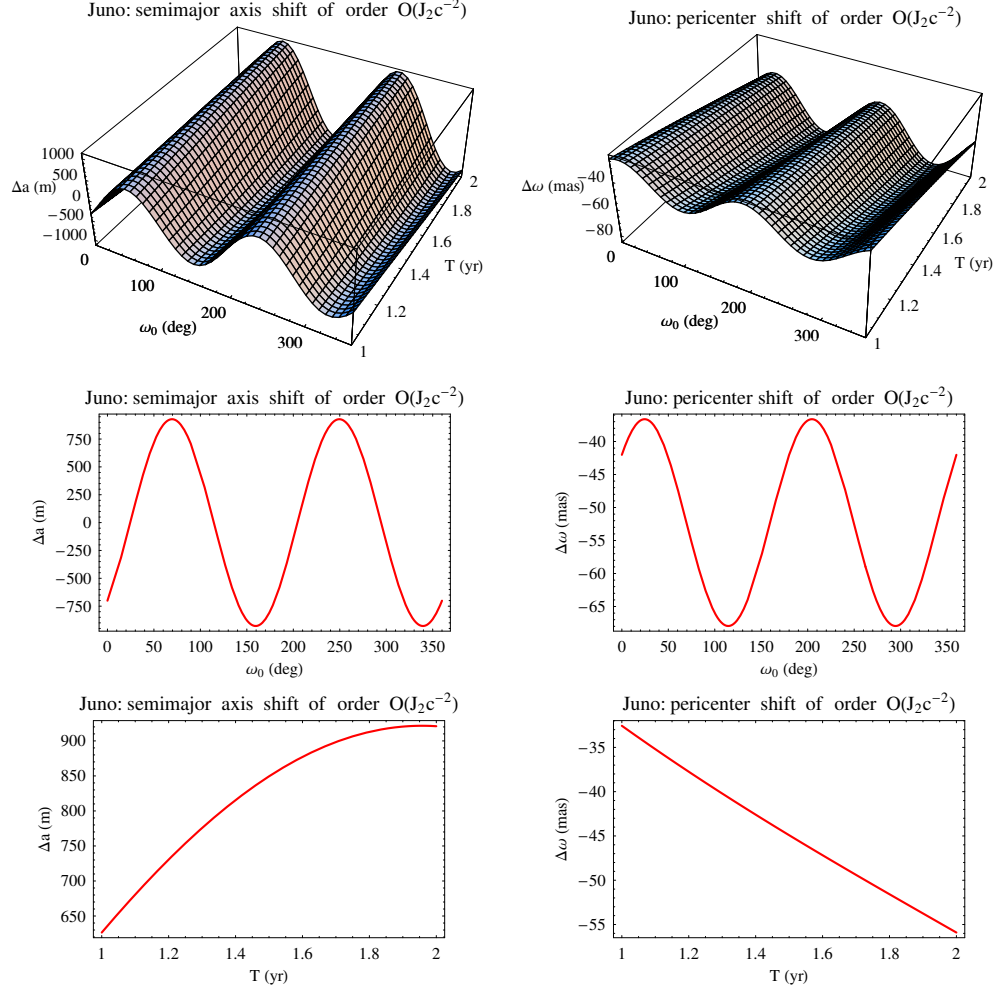 Juno: semimajor axis shift of order O(J₂c⁻²)
1000
500
0
−500
−1000
Δa (m)
0
100
200
300
ω₀ (deg)
1
1.2
1.4
1.6
1.8
2
T (yr)
Juno: pericenter shift of order O(J₂c⁻²)
−40
−60
−80
Δω (mas)
0
100
200
300
ω₀ (deg)
1
1.2
1.4
1.6
1.8
2
T (yr)
Juno: semimajor axis shift of order O(J₂c⁻²)
750
500
250
0
−250
−500
−750
Δa (m)
0 50 100 150 200 250 300 350
ω₀ (deg)
Juno: pericenter shift of order O(J₂c⁻²)
−40
−45
−50
−55
−60
−65
Δω (mas)
0 50 100 150 200 250 300 350
ω₀ (deg)
Juno: semimajor axis shift of order O(J₂c⁻²)
900
850
800
750
700
650
Δa (m)
1 1.2 1.4 1.6 1.8 2
T (yr)
Juno: pericenter shift of order O(J₂c⁻²)
−35
−40
−45
−50
−55
Δω (mas)
1 1.2 1.4 1.6 1.8 2
T (yr)